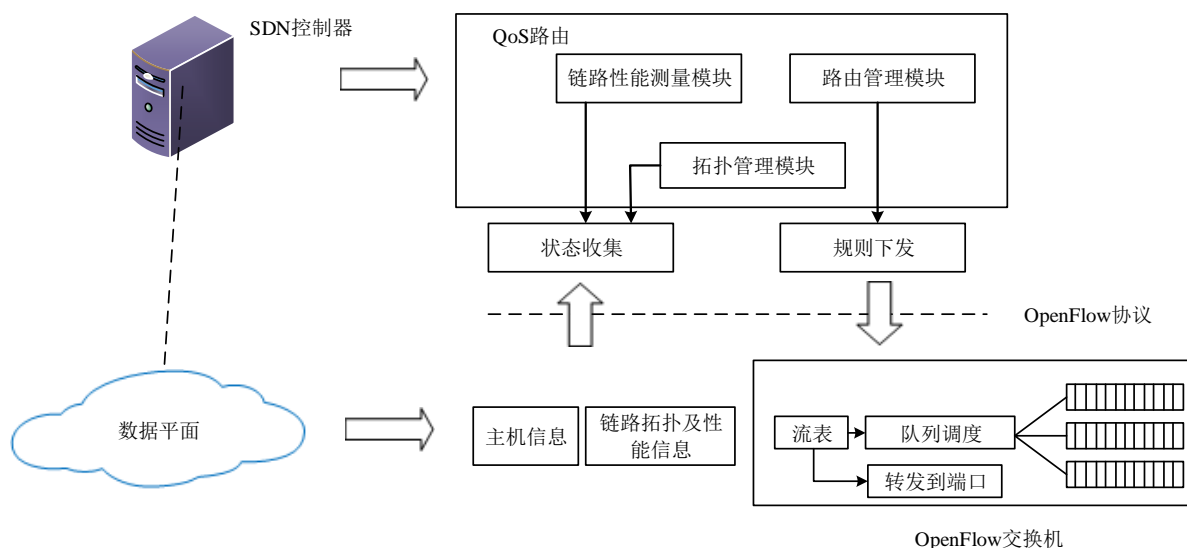 SDN控制器
QoS路由
链路性能测量模块
路由管理模块
拓扑管理模块
状态收集
规则下发
OpenFlow协议
数据平面
主机信息
链路拓扑及性
能信息
流表
队列调度
转发到端口
OpenFlow交换机